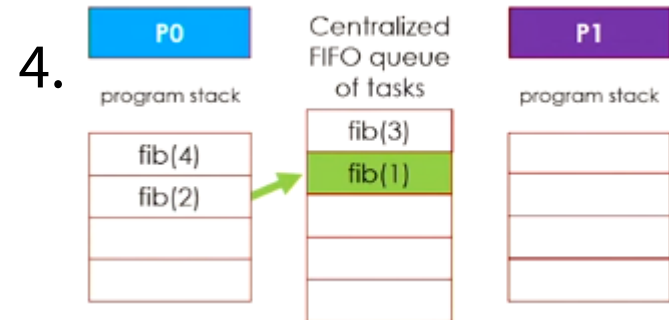 4.
P0
program stack
fib(4)
fib(2)
Centralized
FIFO queue
of tasks
fib(3)
fib(1)
P1
program stack